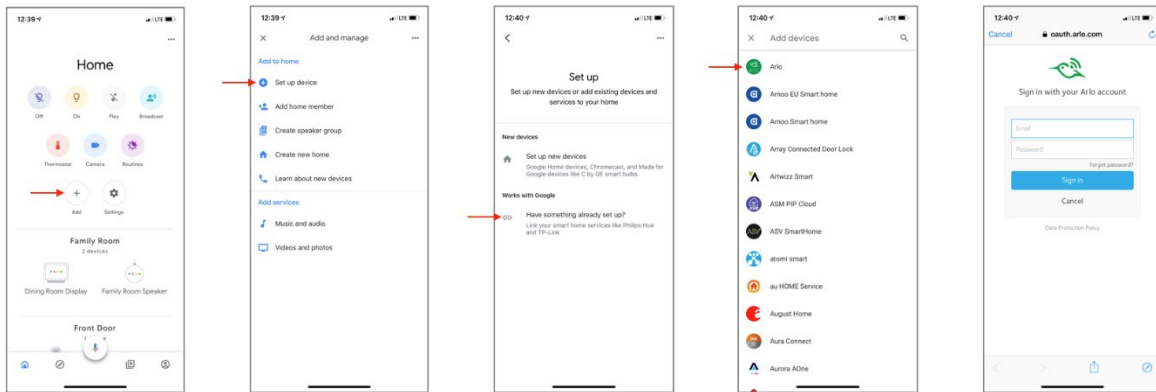 12:39
LTE
Home
Off
On
Play
Broadcast
Thermostat
Camera
Routines
Add
Settings
Family Room
2 devices
Dining Room Display
Family Room Speaker
Front Door
12:39
LTE
Add and manage
Add to home
Set up device
Add home member
Create speaker group
Create new home
Learn about new devices
Add services
Music and audio
Videos and photos
12:40
LTE
Set up
Set up new devices or add existing devices and
services to your home
New devices
Set up new devices
Google Home devices, Chromecast, and Made for
Google devices like C by GE smart bulbs
Works with Google
Have something already set up?
Link your smart home services like Philips Hue
and TP-Link
12:40
LTE
Add devices
Arlo
Arnoo EU Smart home
Arnoo Smart home
Array Connected Door Lock
Artwizz Smart
ASM PIP Cloud
ASV
ASV SmartHome
atomi smart
au HOME Service
August Home
Aura Connect
Aurora AOne
12:40
LTE
Cancel
oauth.arlo.com
Sign in with your Arlo account
Email
Password
Forgot password?
Sign in
Cancel
Data Protection Policy